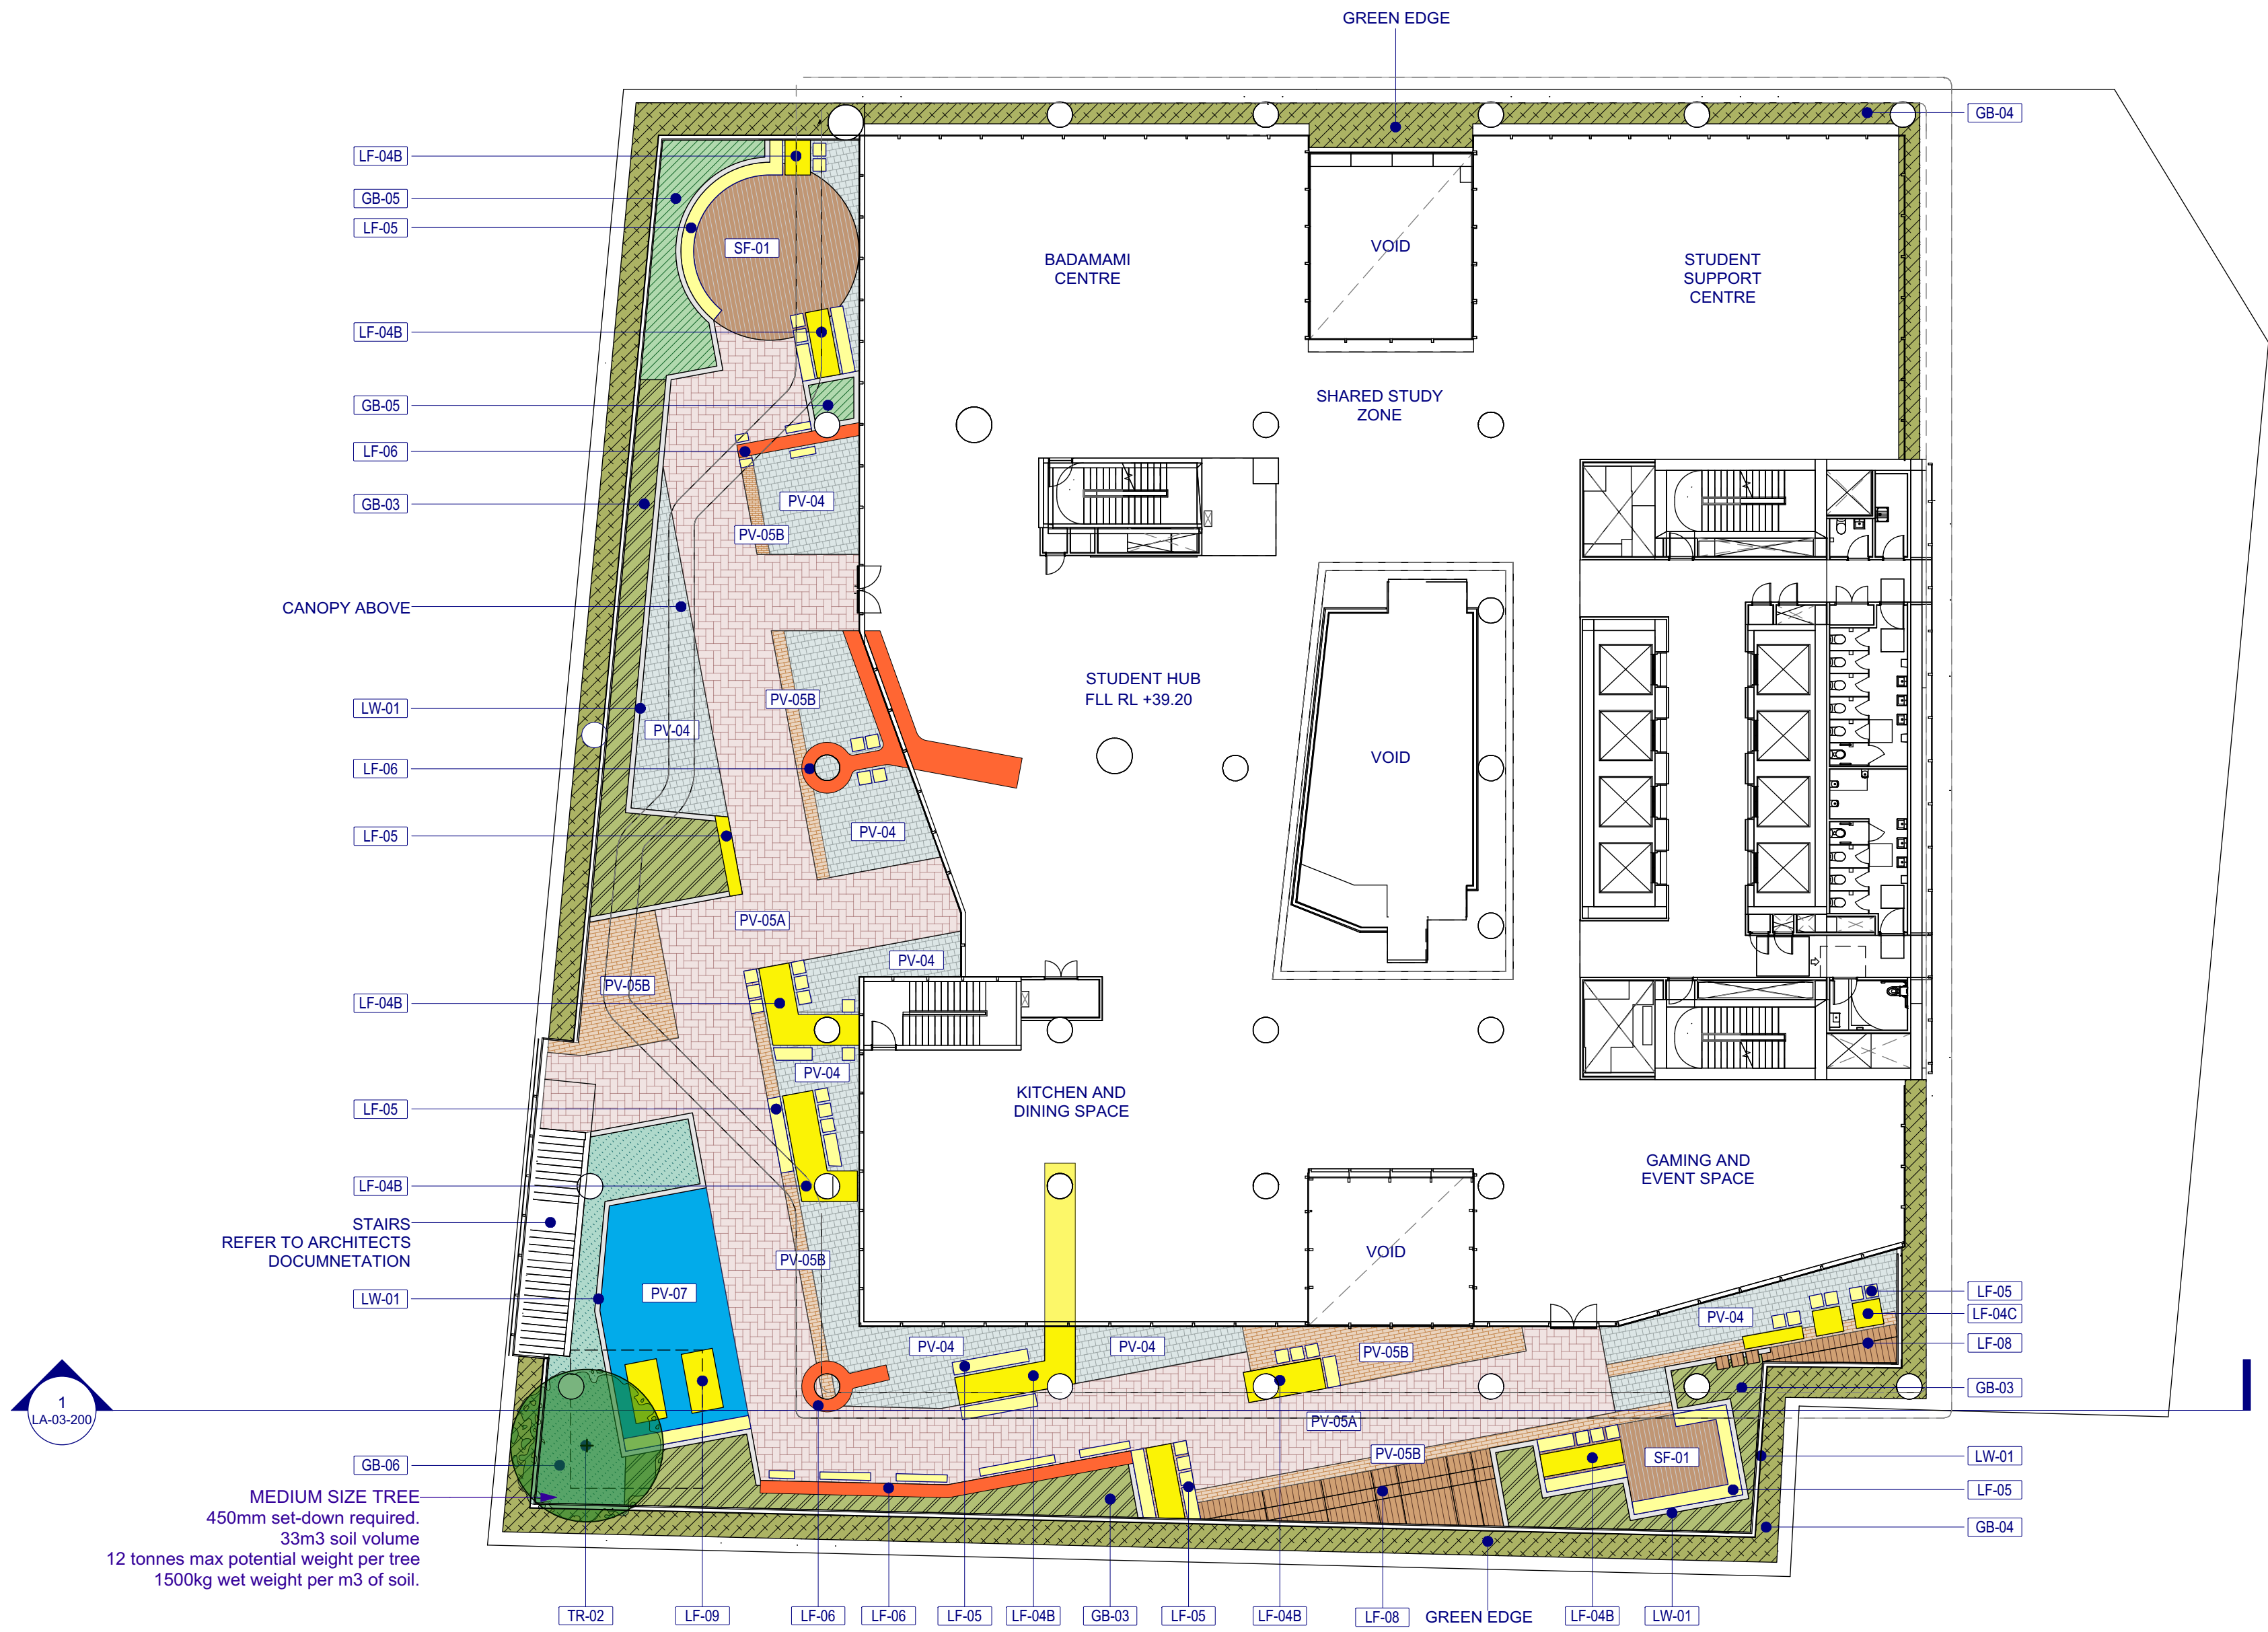 GREEN EDGE
GB-04
LF-04B
GB-05
LF-05
SF-01
VOID
BADAMAMI
CENTRE
STUDENT
SUPPORT
CENTRE
LF-04B
GB-05
SHARED STUDY
ZONE
LF-06
GB-03
PV-04
PV-05B
CANOPY ABOVE
STUDENT HUB
FLL RL +39.20
PV-05B
LW-01
PV-04
VOID
LF-06
LF-05
PV-04
PV-05A
PV-04
PV-05B
LF-04B
PV-04
KITCHEN AND
DINING SPACE
LF-05
GAMING AND
EVENT SPACE
LF-04B
STAIRS
REFER TO ARCHITECTS
DOCUMNETATION
VOID
PV-05B
LW-01
PV-07
LF-05
LF-04C
PV-04
LF-08
PV-04
PV-04
PV-05B
GB-03
1
LA-03-200
PV-05A
PV-05B
SF-01
LW-01
GB-06
LF-05
MEDIUM SIZE TREE
450mm set-down required.
33m3 soil volume
12 tonnes max potential weight per tree
1500kg wet weight per m3 of soil.
GB-04
TR-02
LF-09
LF-06
LF-06
LF-05
LF-04B
GB-03
LF-05
LF-04B
LF-08
GREEN EDGE
LF-04B
LW-01